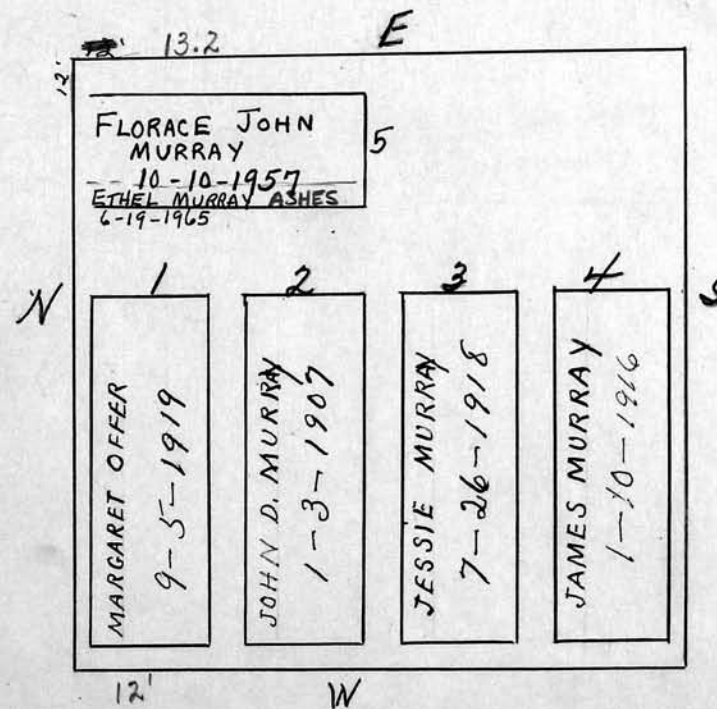 12' 13.2 E
12'
FLORACE JOHN
MURRAY
10-10-1957
ETHEL MURRAY ASHES
6-19-1965
5
N
S
1
MARGARET OFFER
9-5-1919
2
JOHN D. MURRAY
1-3-1907
3
JESSIE MURRAY
7-26-1918
4
JAMES MURRAY
1-10-1916
12' W